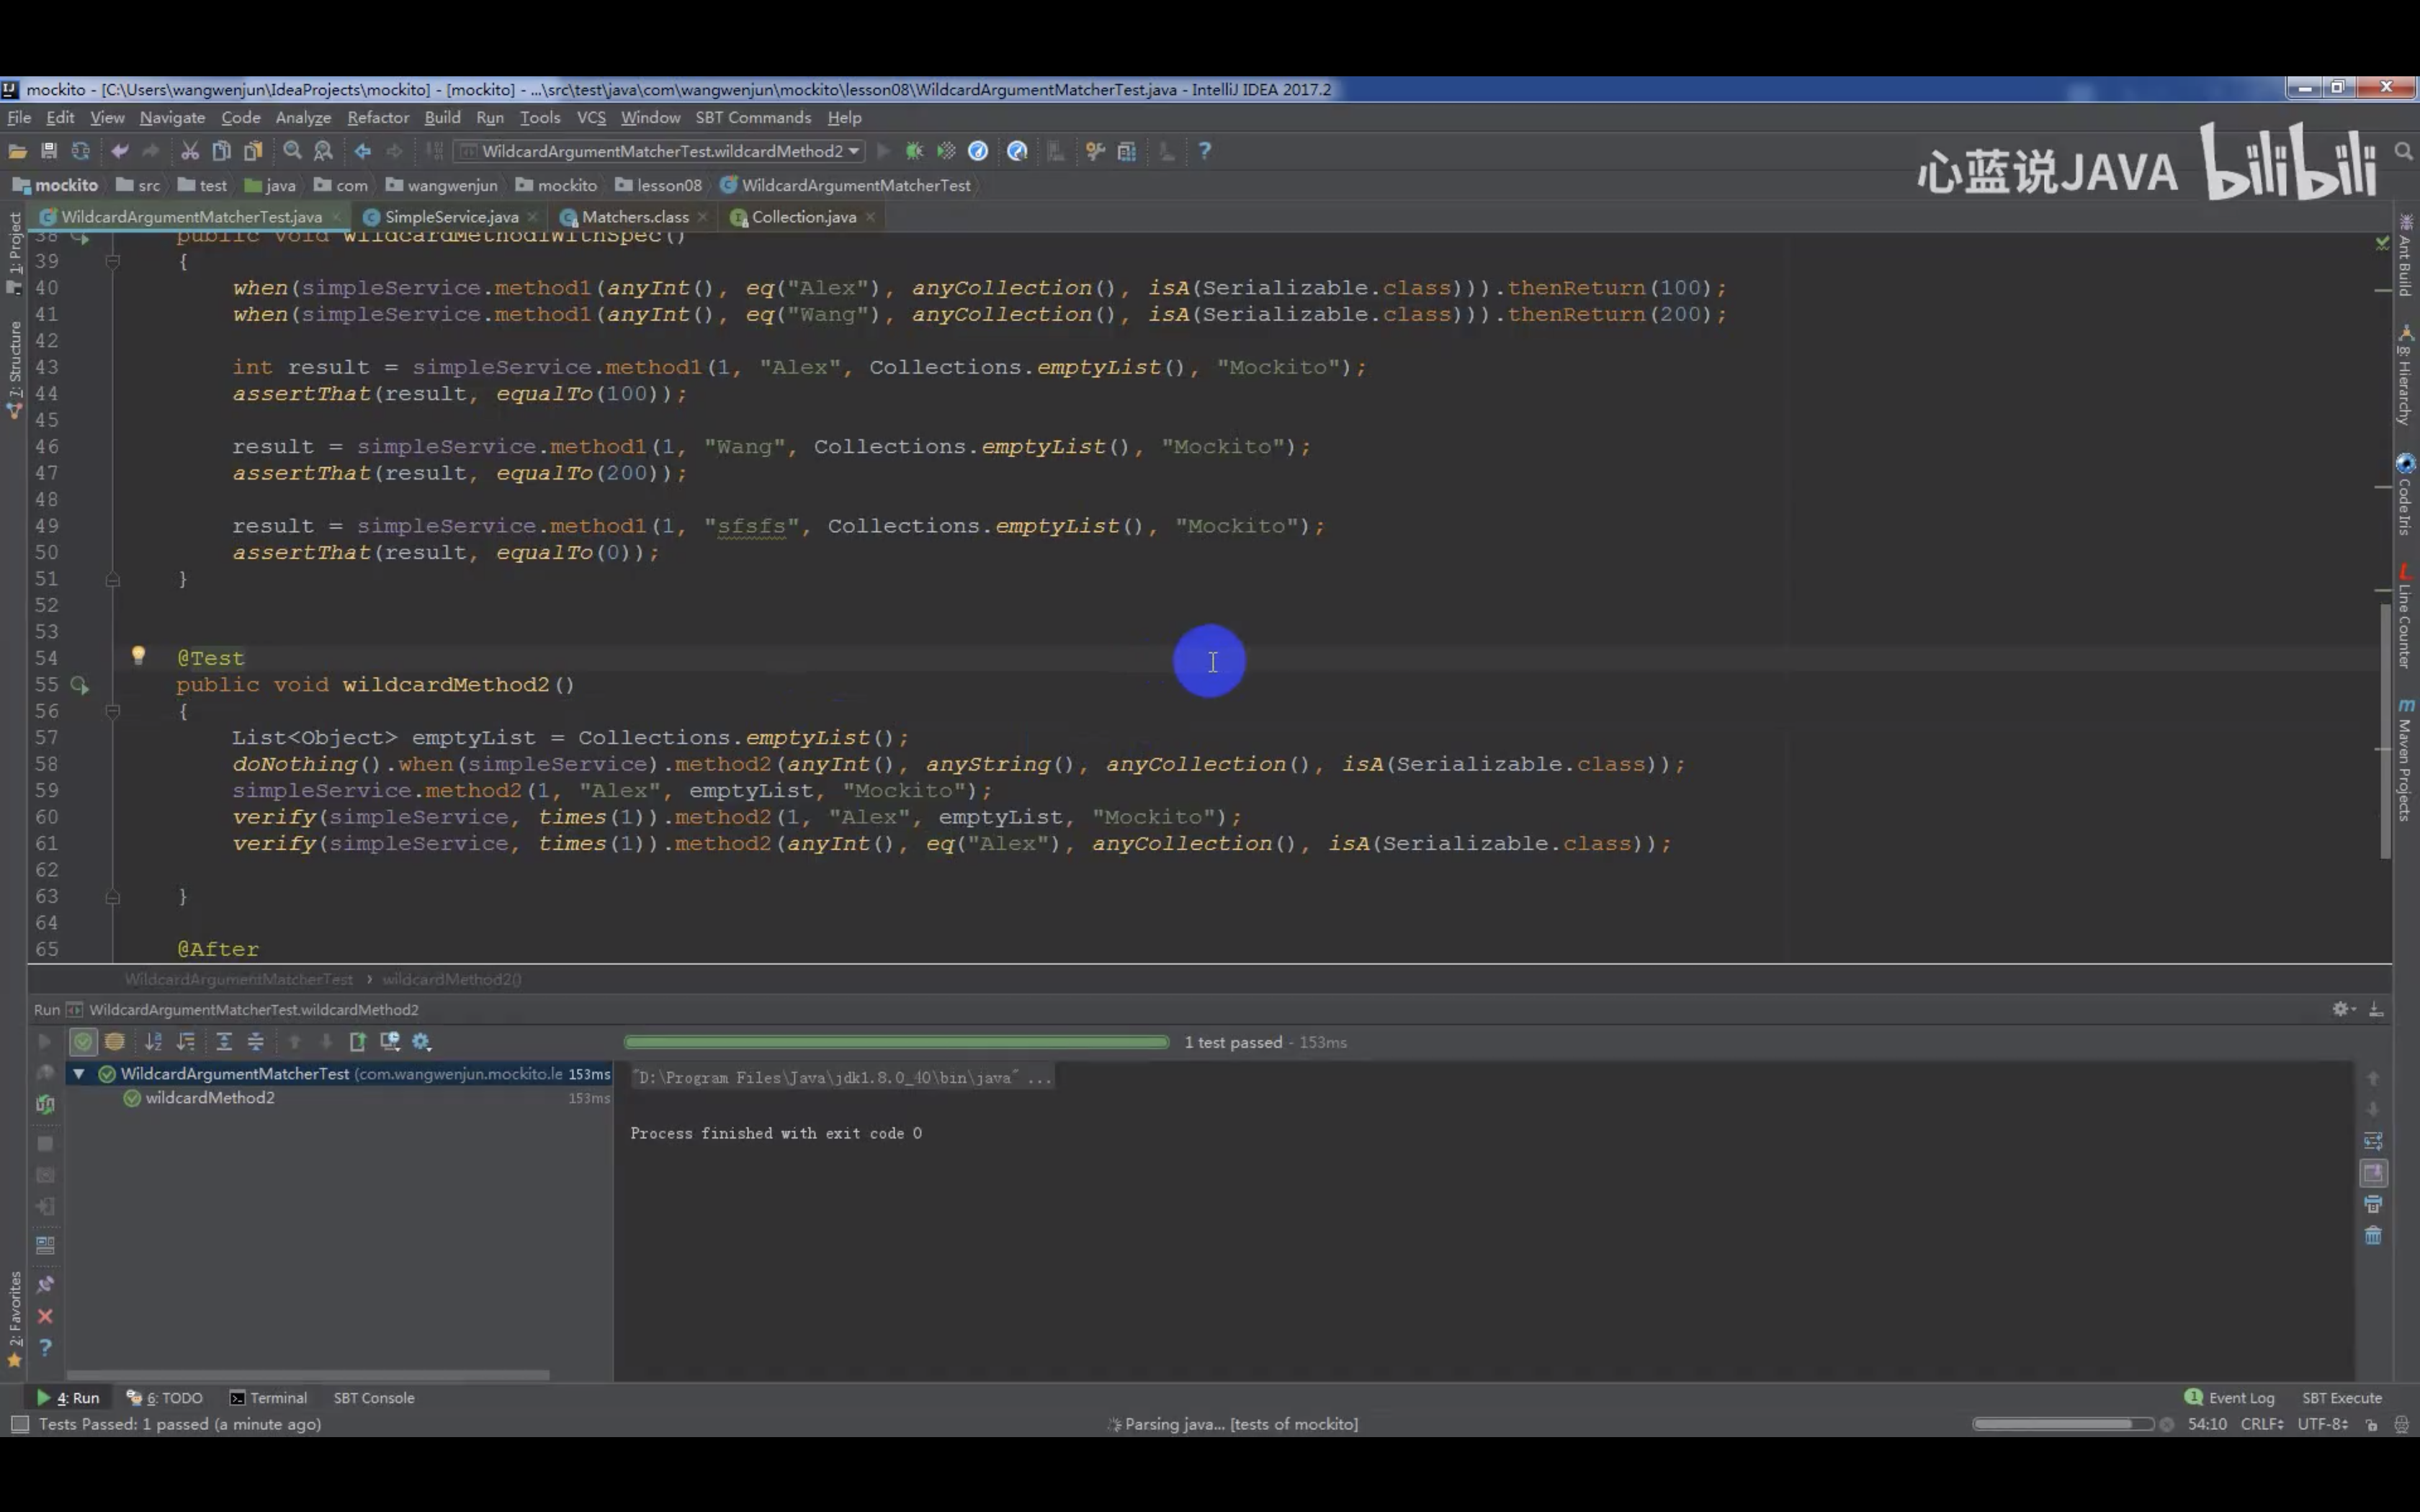 mockito - [C:\Users\wangwenjun\IdeaProjects\mockito] - [mockito] - ...\src\test\java\com\wangwenjun\mockito\lesson08\WildcardArgumentMatcherTest.java - IntelliJ IDEA 2017.2
File Edit View Navigate Code Analyze Refactor Build Run Tools VCS Window SBT Commands Help
WildcardArgumentMatcherTest.wildcardMethod2
心蓝说JAVA bilibili
mockito src test java com wangwenjun mockito lesson08 WildcardArgumentMatcherTest
WildcardArgumentMatcherTest.java SimpleService.java Matchers.class Collection.java
38 public void wildcardMethod1WithSpec()
39 {
40 when(simpleService.method1(anyInt(), eq("Alex"), anyCollection(), isA(Serializable.class))).thenReturn(100);
41 when(simpleService.method1(anyInt(), eq("Wang"), anyCollection(), isA(Serializable.class))).thenReturn(200);
42
43 int result = simpleService.method1(1, "Alex", Collections.emptyList(), "Mockito");
44 assertThat(result, equalTo(100));
45
46 result = simpleService.method1(1, "Wang", Collections.emptyList(), "Mockito");
47 assertThat(result, equalTo(200));
48
49 result = simpleService.method1(1, "sfsfs", Collections.emptyList(), "Mockito");
50 assertThat(result, equalTo(0));
51 }
52
53
54 @Test
55 public void wildcardMethod2()
56 {
57 List<Object> emptyList = Collections.emptyList();
58 doNothing().when(simpleService).method2(anyInt(), anyString(), anyCollection(), isA(Serializable.class));
59 simpleService.method2(1, "Alex", emptyList, "Mockito");
60 verify(simpleService, times(1)).method2(1, "Alex", emptyList, "Mockito");
61 verify(simpleService, times(1)).method2(anyInt(), eq("Alex"), anyCollection(), isA(Serializable.class));
62
63 }
64
65 @After
WildcardArgumentMatcherTest › wildcardMethod2()
Run WildcardArgumentMatcherTest.wildcardMethod2
1 test passed - 153ms
WildcardArgumentMatcherTest (com.wangwenjun.mockito.le 153ms
wildcardMethod2 153ms
"D:\Program Files\Java\jdk1.8.0_40\bin\java" ...
Process finished with exit code 0
4: Run 6: TODO Terminal SBT Console
1 Event Log SBT Execute
Tests Passed: 1 passed (a minute ago)
Parsing java... [tests of mockito]
54:10 CRLF UTF-8
1: Project
7: Structure
2: Favorites
Ant Build
8: Hierarchy
Code Iris
Line Counter
Maven Projects